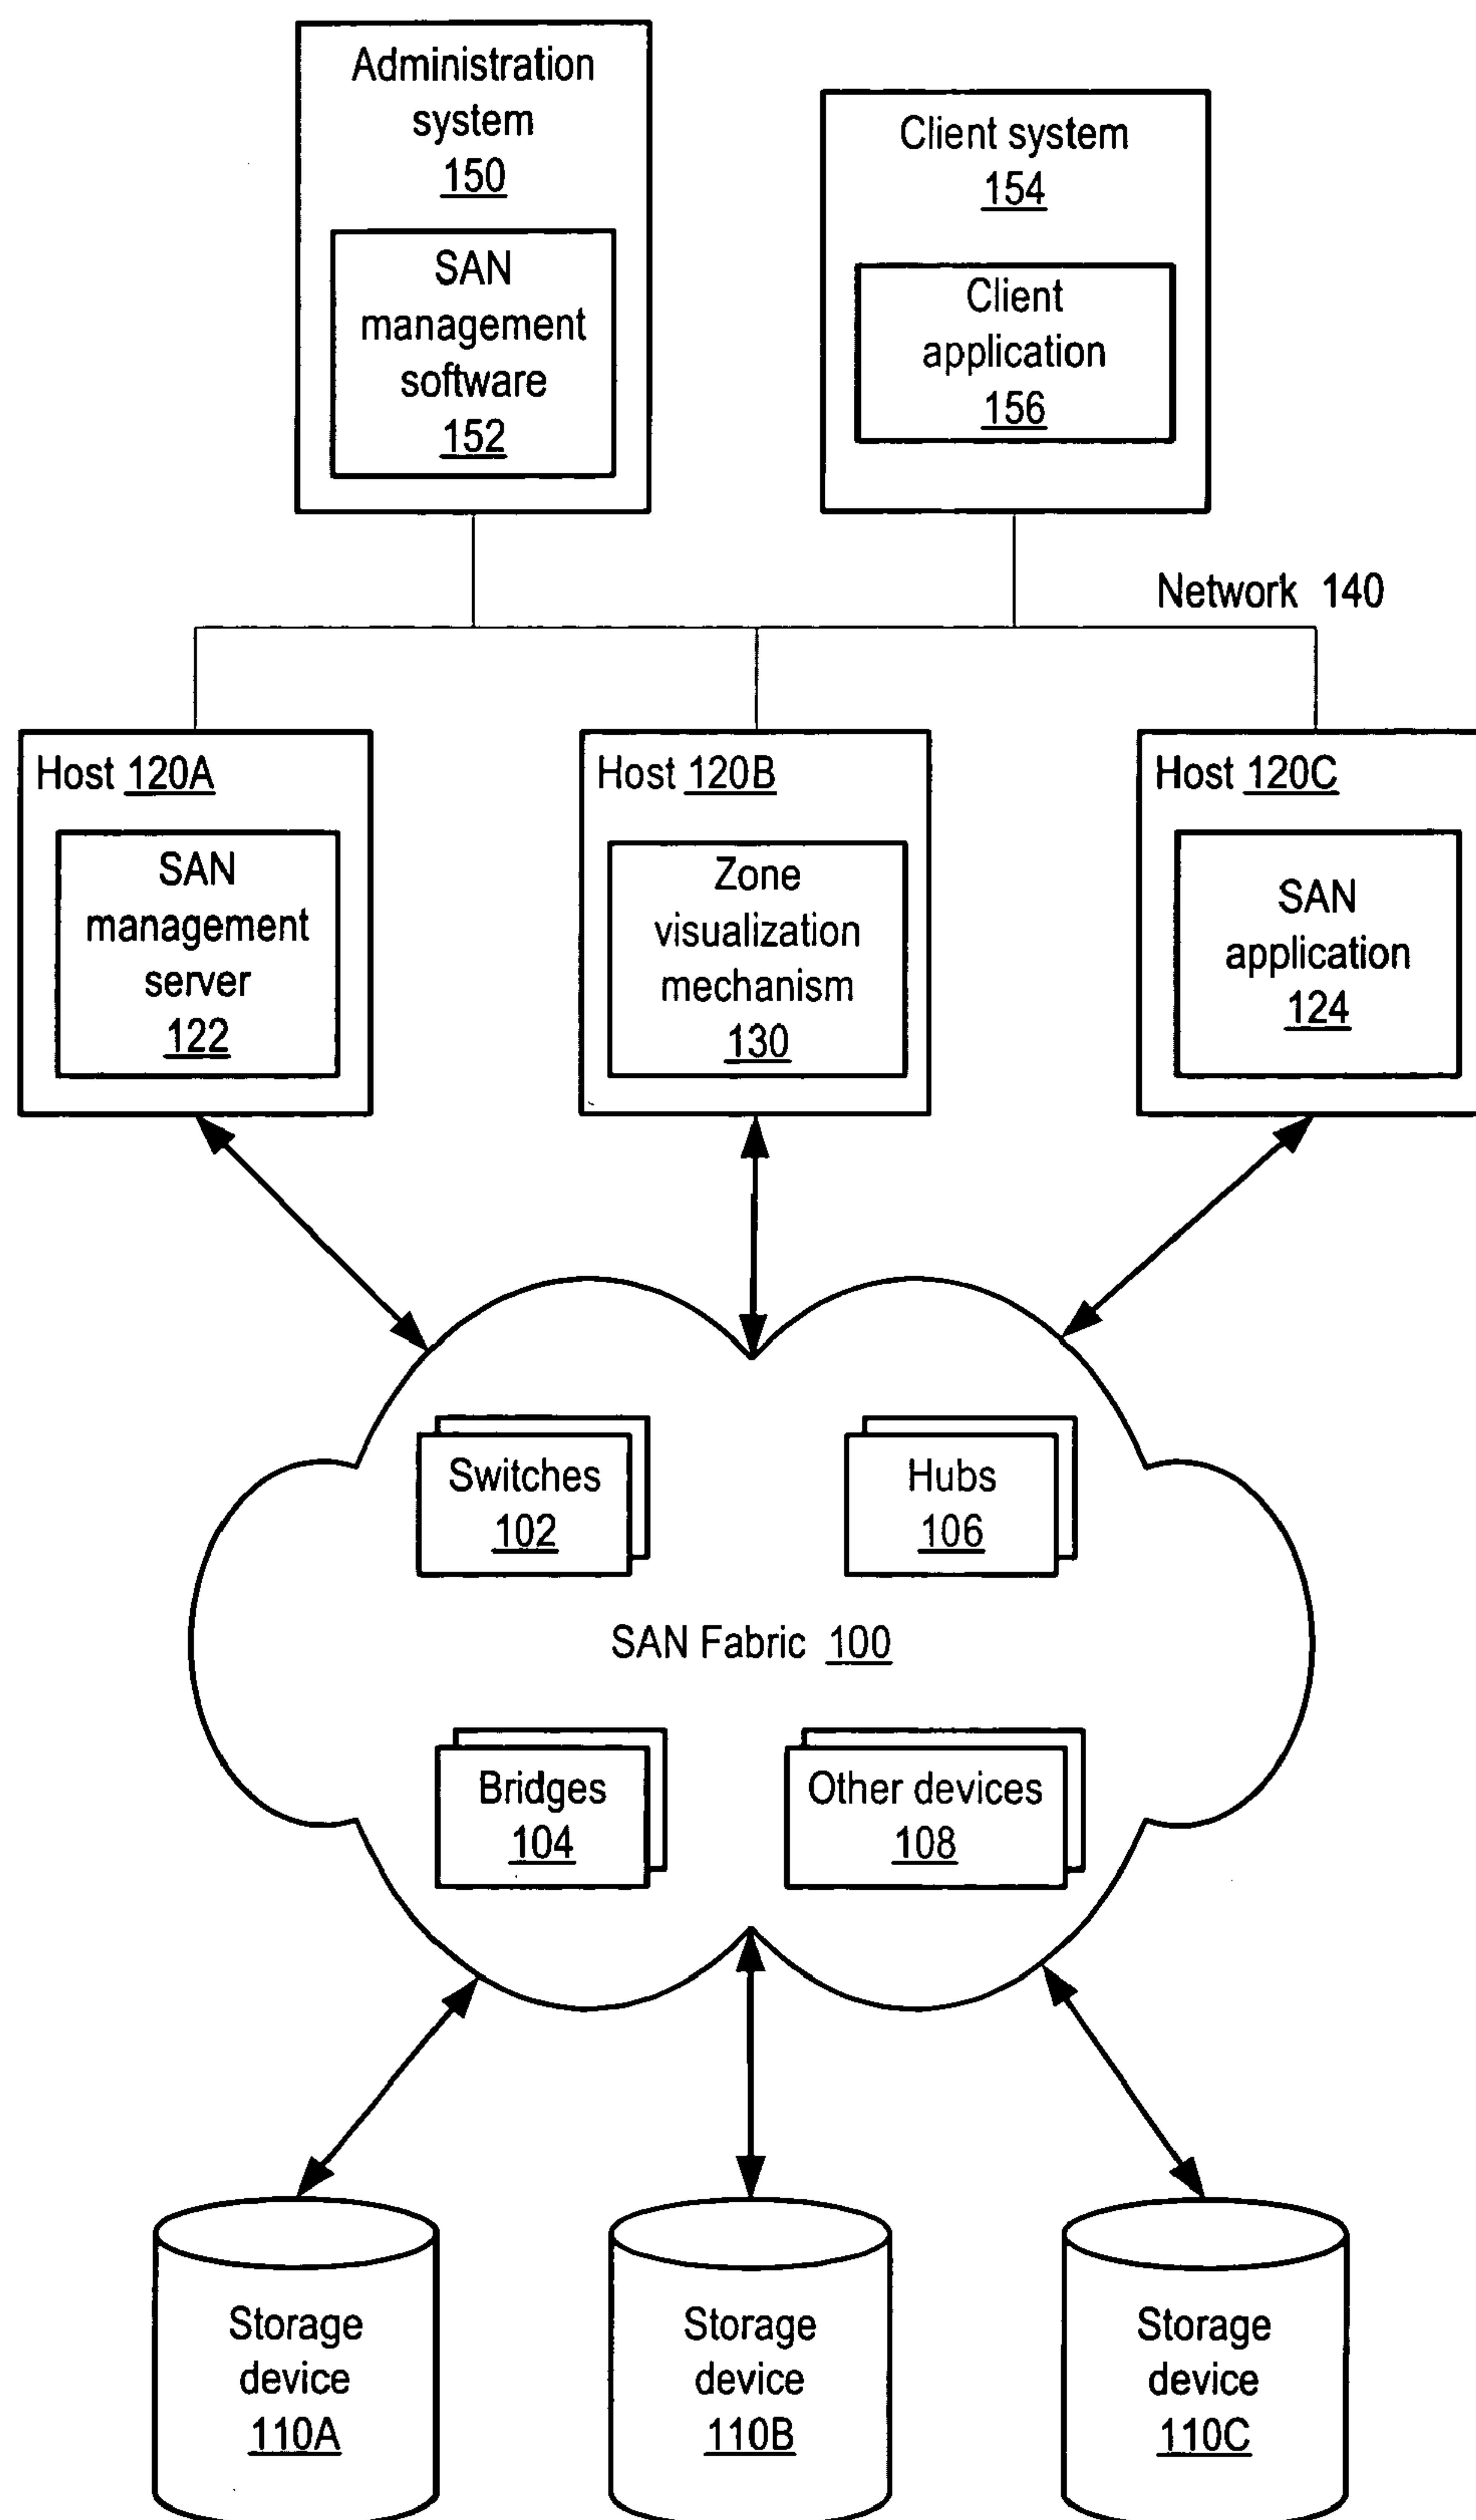 Administration
system
150
SAN
management
software
152
Client system
154
Client
application
156
Network 140
Host 120A
SAN
management
server
122
Host 120B
Zone
visualization
mechanism
130
Host 120C
SAN
application
124
Switches
102
Hubs
106
SAN Fabric 100
Bridges
104
Other devices
108
Storage
device
110A
Storage
device
110B
Storage
device
110C